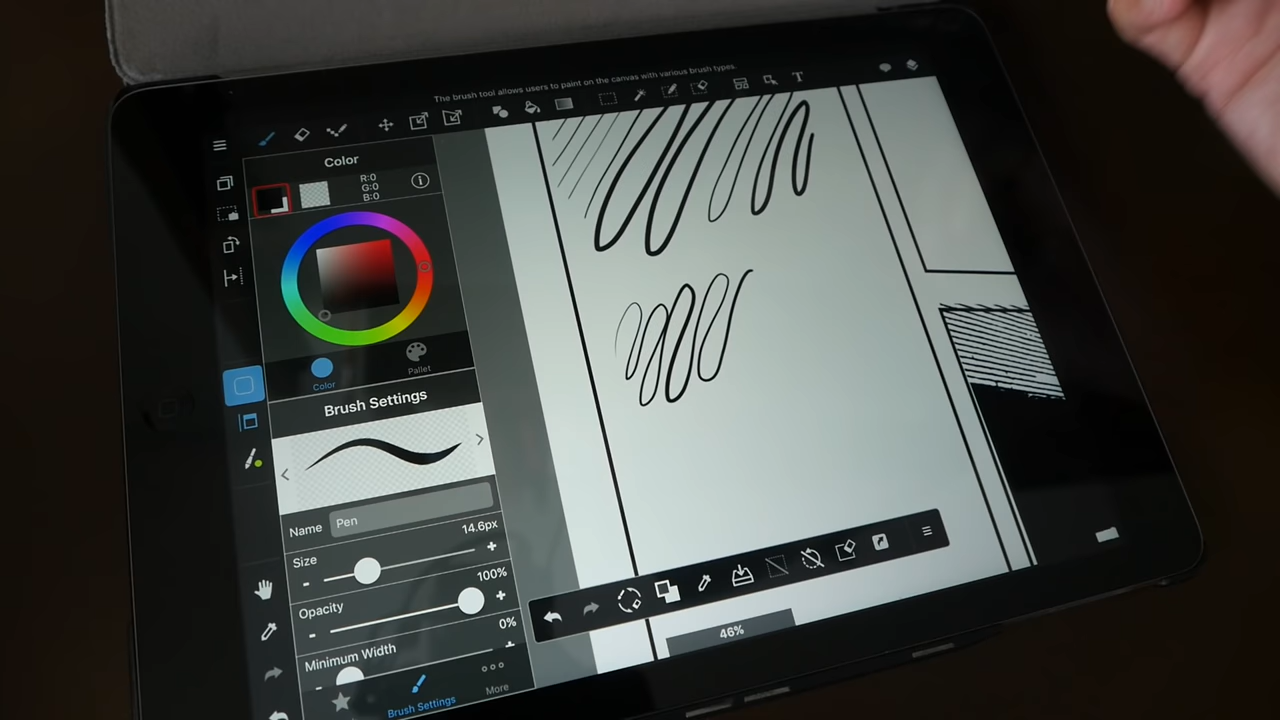 The brush tool allows users to paint on the canvas with various brush types.
T
Color
R:0
G:0
B:0
Color
Pallet
Brush Settings
Name Pen
Size 14.6px
Opacity 100%
Minimum Width 0%
Brush Settings
More
46%